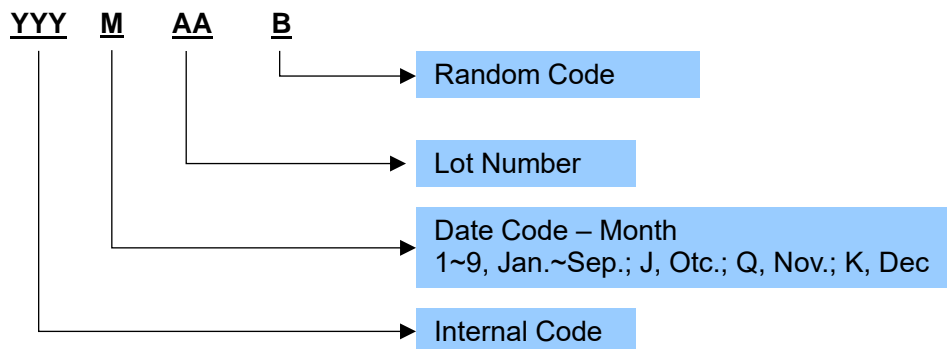 YYY M AA B
Random Code
Lot Number
Date Code – Month
1~9, Jan.~Sep.; J, Otc.; Q, Nov.; K, Dec
Internal Code